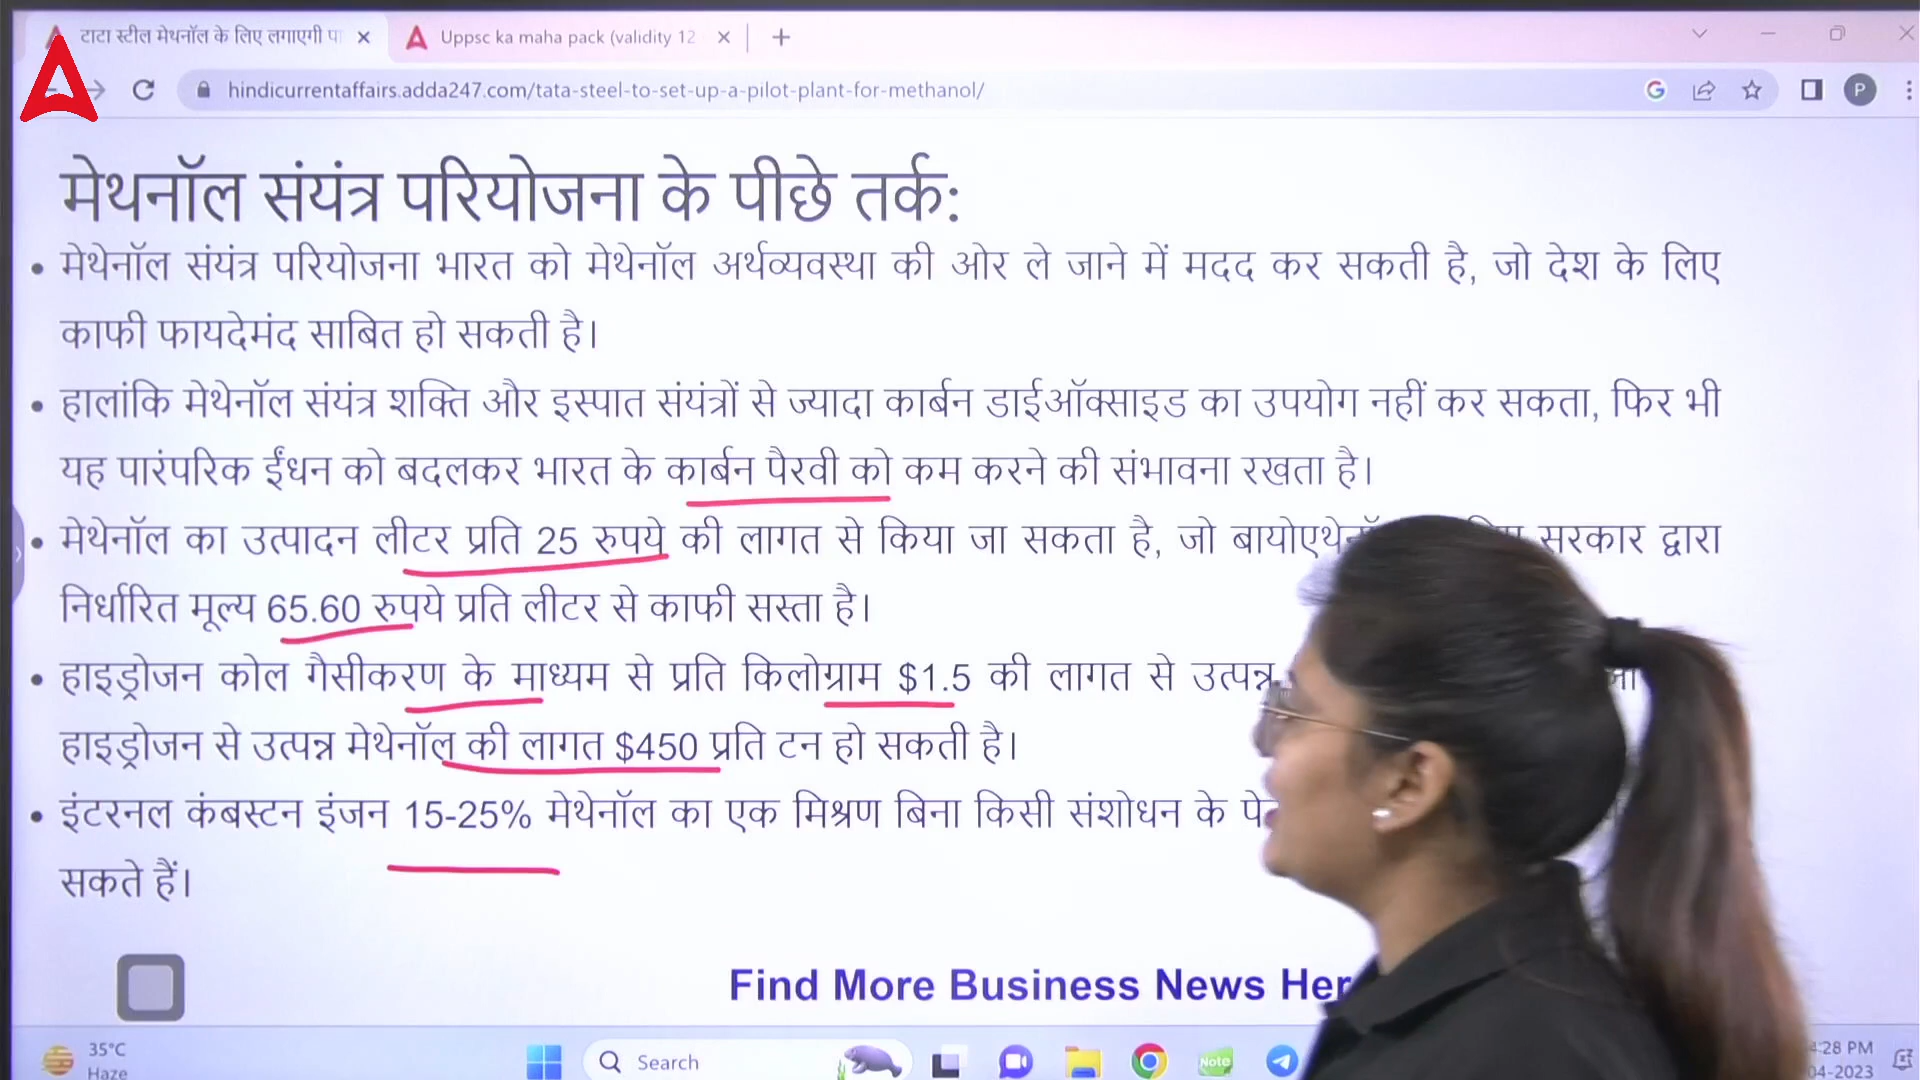 टाटा स्टील मेथनॉल के लिए लगाएगी
Uppsc ka maha pack (validity 12
hindicurrentaffairs.adda247.com/tata-steel-to-set-up-a-pilot-plant-for-methanol/
P
मेथनॉल संयंत्र परियोजना के पीछे तर्क:
• मेथेनॉल संयंत्र परियोजना भारत को मेथेनॉल अर्थव्यवस्था की ओर ले जाने में मदद कर सकती है, जो देश के लिए
काफी फायदेमंद साबित हो सकती है।
• हालांकि मेथेनॉल संयंत्र शक्ति और इस्पात संयंत्रों से ज्यादा कार्बन डाईऑक्साइड का उपयोग नहीं कर सकता, फिर भी
यह पारंपरिक ईंधन को बदलकर भारत के कार्बन पैरवी को कम करने की संभावना रखता है।
• मेथेनॉल का उत्पादन लीटर प्रति 25 रुपये की लागत से किया जा सकता है, जो सरकार द्वारा
निर्धारित मूल्य 65.60 रुपये प्रति लीटर से काफी सस्ता है।
• हाइड्रोजन कोल गैसीकरण के माध्यम से प्रति किलोग्राम $1.5 की लागत से उत्पन्न
हाइड्रोजन से उत्पन्न मेथेनॉल की लागत $450 प्रति टन हो सकती है।
• इंटरनल कंबस्टन इंजन 15-25% मेथेनॉल का एक मिश्रण बिना किसी संशोधन के
सकते हैं।
Find More Business News
35°C
Haze
Search
Note
4:28 PM
04-2023